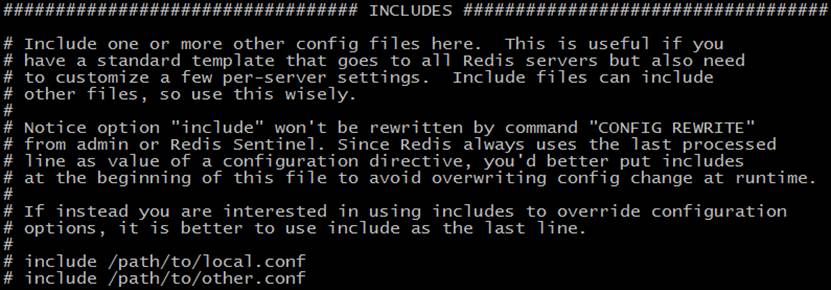 ################################## INCLUDES ###################################
# Include one or more other config files here.  This is useful if you
# have a standard template that goes to all Redis servers but also need
# to customize a few per-server settings.  Include files can include
# other files, so use this wisely.
#
# Notice option "include" won't be rewritten by command "CONFIG REWRITE"
# from admin or Redis Sentinel. Since Redis always uses the last processed
# line as value of a configuration directive, you'd better put includes
# at the beginning of this file to avoid overwriting config change at runtime.
#
# If instead you are interested in using includes to override configuration
# options, it is better to use include as the last line.
#
# include /path/to/local.conf
# include /path/to/other.conf